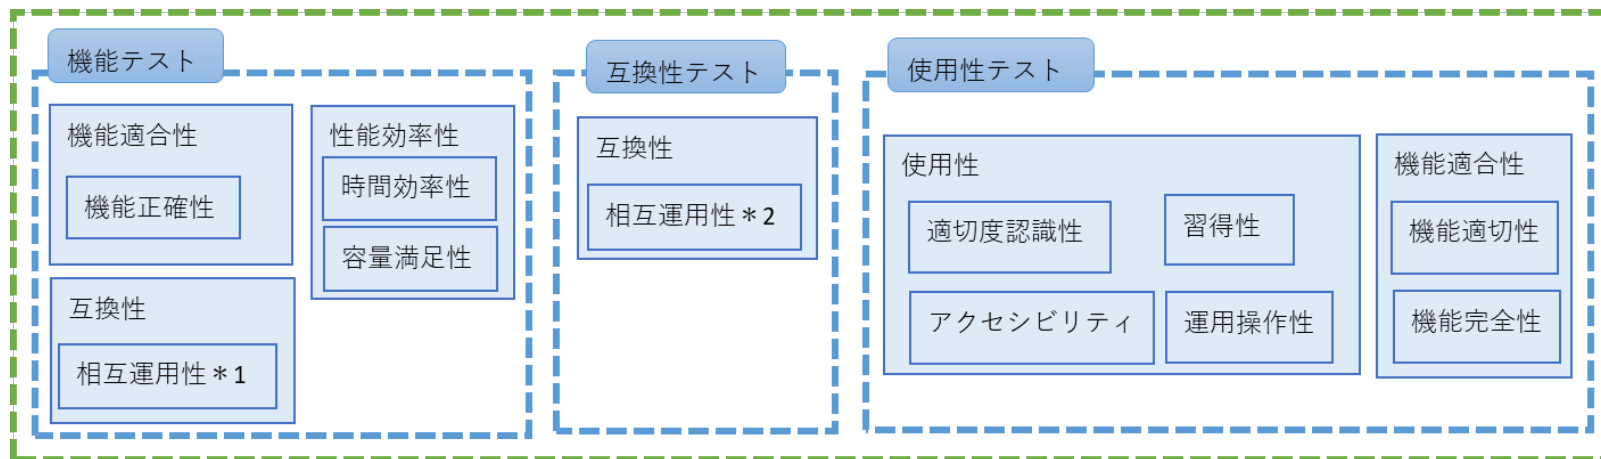 機能テスト
機能適合性
機能正確性
互換性
相互運用性＊1
性能効率性
時間効率性
容量満足性
互換性テスト
互換性
相互運用性＊2
使用性テスト
使用性
適切度認識性
習得性
アクセシビリティ
運用操作性
機能適合性
機能適切性
機能完全性